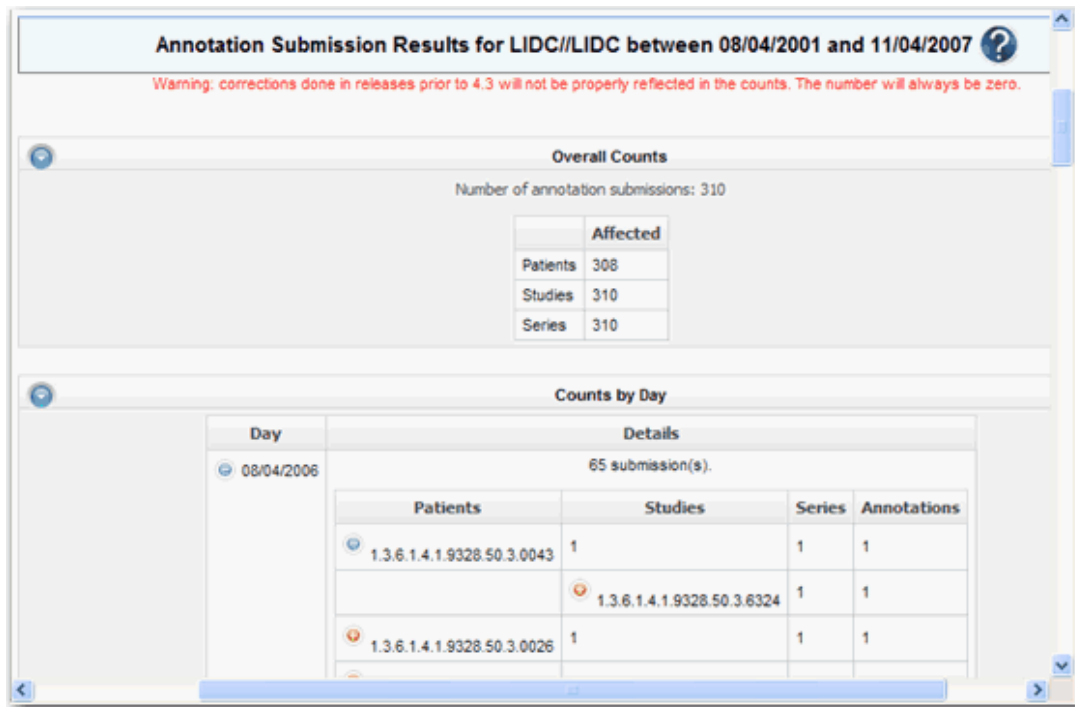 Annotation Submission Results for LIDC//LIDC between 08/04/2001 and 11/04/2007 ?
Warning: corrections done in releases prior to 4.3 will not be properly reflected in the counts. The number will always be zero.
Overall Counts
Number of annotation submissions: 310
Affected
Patients 308
Studies 310
Series 310
Counts by Day
Day Details
08/04/2006 65 submission(s).
Patients Studies Series Annotations
1.3.6.1.4.1.9328.50.3.0043 1 1 1
1.3.6.1.4.1.9328.50.3.6324 1 1
1.3.6.1.4.1.9328.50.3.0026 1 1 1